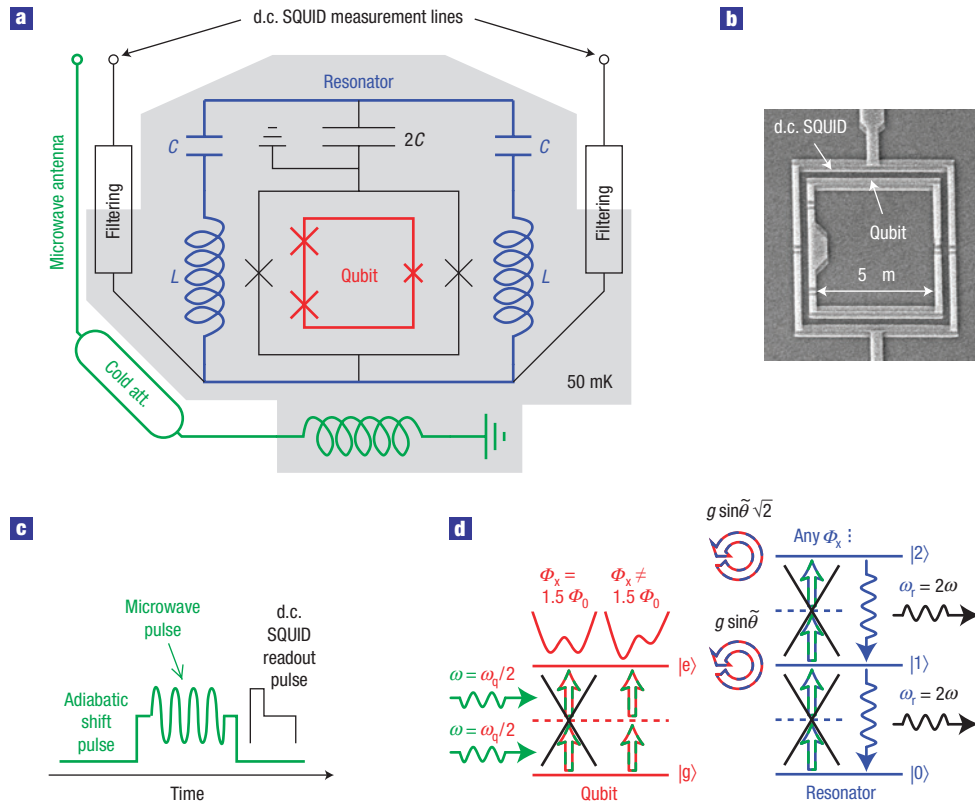 a
d.c. SQUID measurement lines
Resonator
Microwave antenna
Filtering
C
2C
C
Filtering
L
Qubit
L
Cold att.
50 mK
b
d.c. SQUID
Qubit
5 m
c
Microwave
pulse
d.c.
SQUID
readout
pulse
Adiabatic
shift
pulse
Time
d
g sinθ̃ √2
Any Φx ⋮
|2⟩
Φx =
1.5 Φ0
Φx ≠
1.5 Φ0
ωr = 2ω
g sinθ̃
|e⟩
|1⟩
ω = ωq/2
ωr = 2ω
ω = ωq/2
|g⟩
|0⟩
Qubit
Resonator